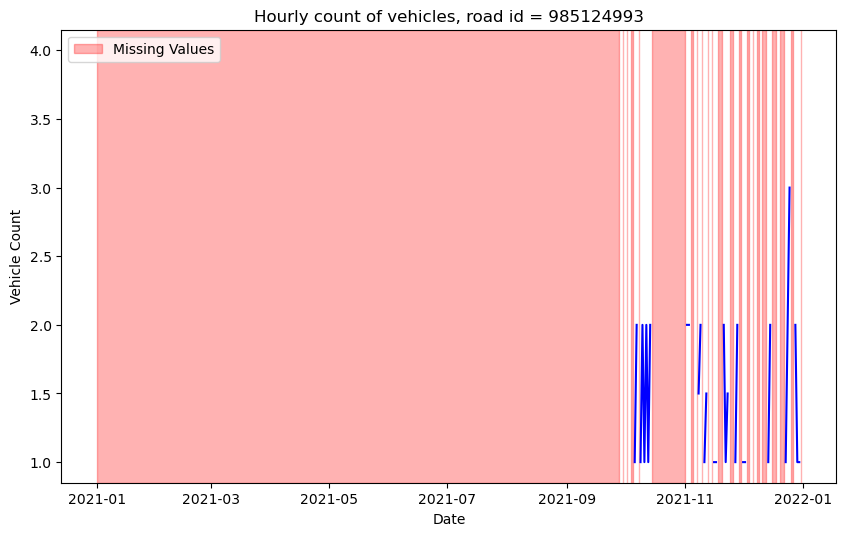 Hourly count of vehicles, road id = 985124993
Missing Values
4.0
3.5
3.0
2.5
2.0
1.5
1.0
Vehicle Count
2021-01 2021-03 2021-05 2021-07 2021-09 2021-11 2022-01
Date